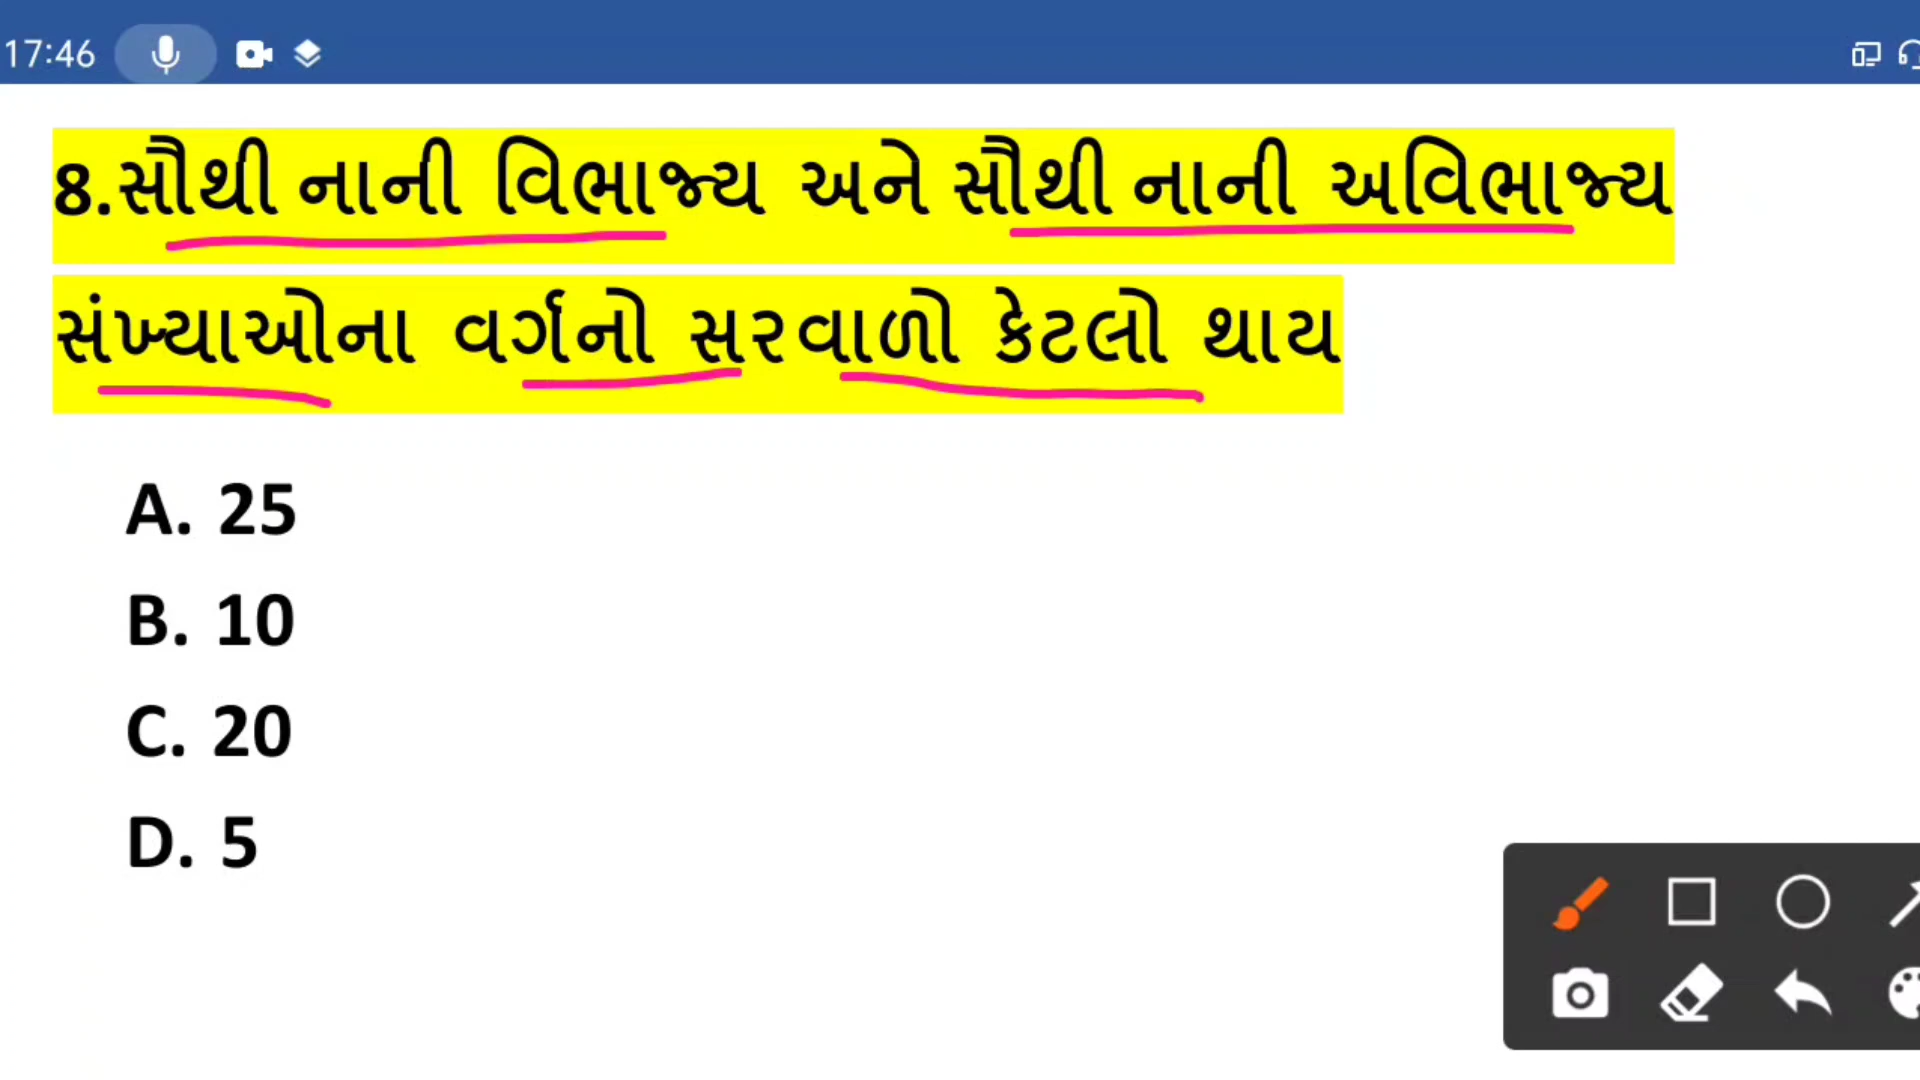 17:46
8.સૌથી નાની વિભાજ્ય અને સૌથી નાની અવિભાજ્ય
સંખ્યાઓના વર્ગનો સરવાળો કેટલો થાય
A. 25
B. 10
C. 20
D. 5